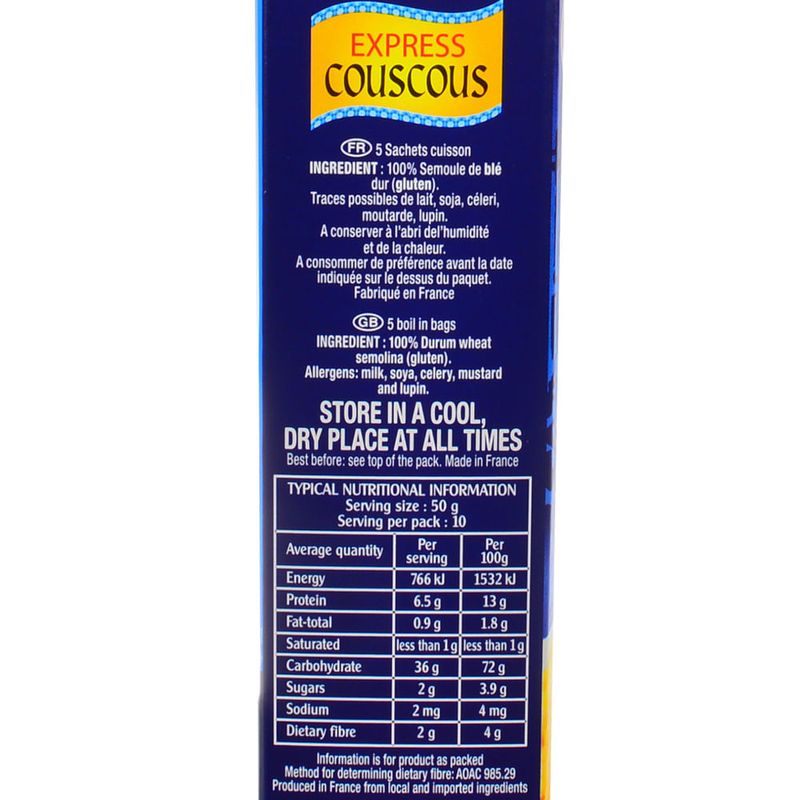 EXPRESS
COUSCOUS
FR 5 Sachets cuisson
INGREDIENT : 100% Semoule de blé
dur (gluten).
Traces possibles de lait, soja, céleri,
moutarde, lupin.
A conserver à l'abri del'humidité
et de la chaleur.
A consommer de préférence avant la date
indiquée sur le dessus du paquet.
Fabriqué en France
GB 5 boil in bags
INGREDIENT : 100% Durum wheat
semolina (gluten).
Allergens: milk, soya, celery, mustard
and lupin.
STORE IN A COOL,
DRY PLACE AT ALL TIMES
Best before: see top of the pack. Made in France
TYPICAL NUTRITIONAL INFORMATION
Serving size : 50 g
Serving per pack : 10
Average quantity Per serving Per 100g
Energy 766 kJ 1532 kJ
Protein 6.5 g 13 g
Fat-total 0.9 g 1.8 g
Saturated less than 1 g less than 1 g
Carbohydrate 36 g 72 g
Sugars 2 g 3.9 g
Sodium 2 mg 4 mg
Dietary fibre 2 g 4 g
Information is for product as packed
Method for determining dietary fibre: AOAC 985.29
Produced in France from local and imported ingredients